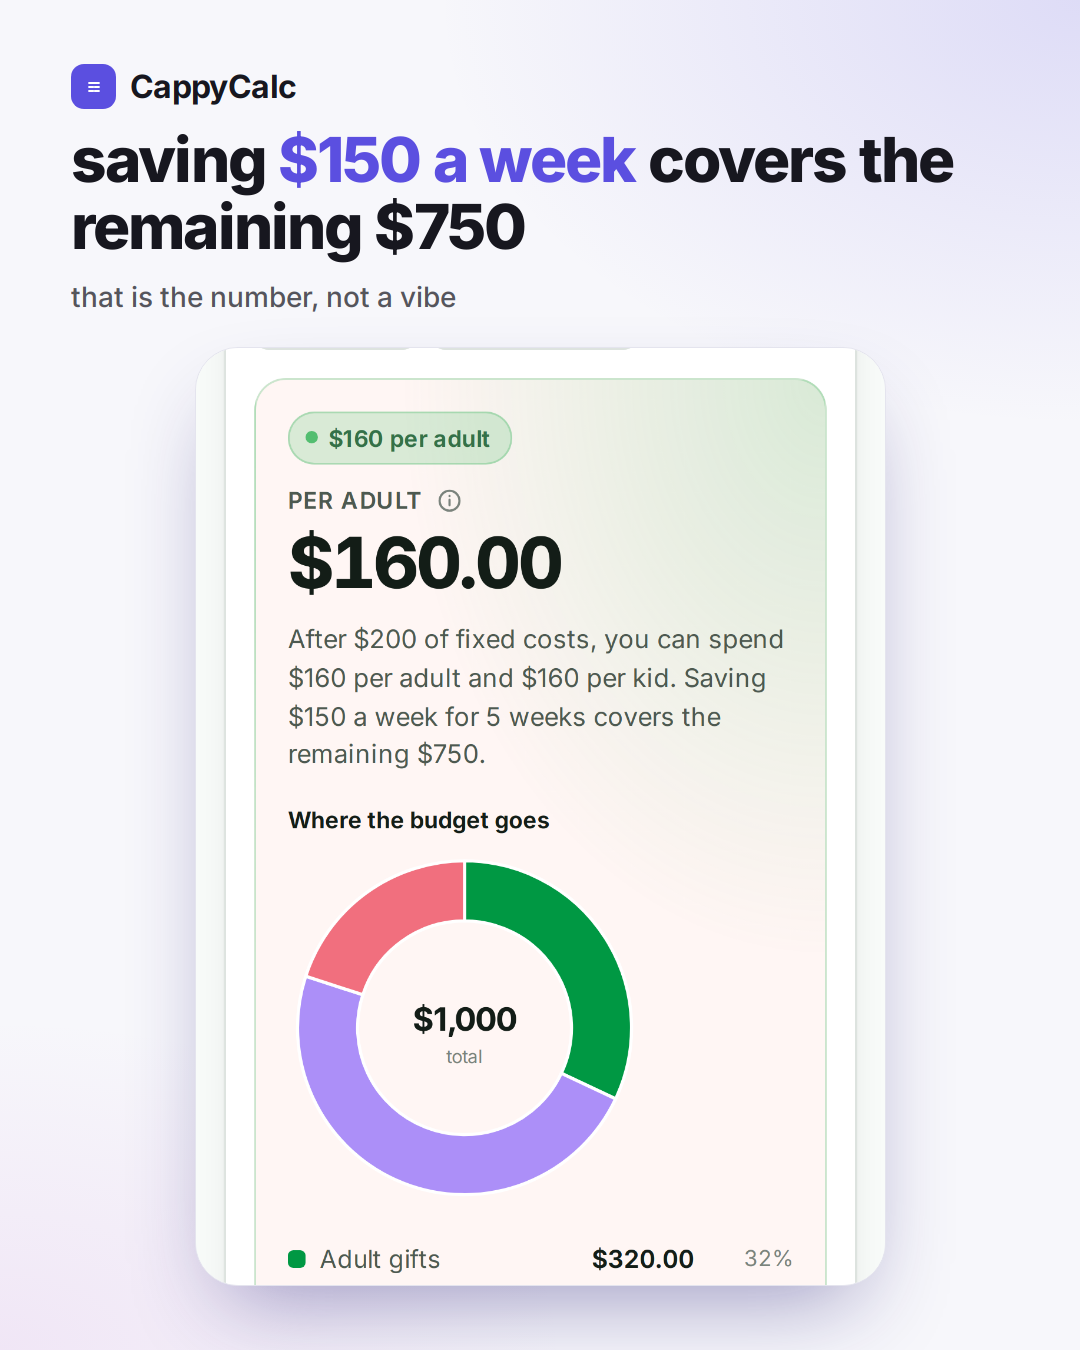 CappyCalc
saving $150 a week covers the
remaining $750
that is the number, not a vibe
$160 per adult
PER ADULT
$160.00
After $200 of fixed costs, you can spend
$160 per adult and $160 per kid. Saving
$150 a week for 5 weeks covers the
remaining $750.
Where the budget goes
$1,000
total
Adult gifts $320.00 32%